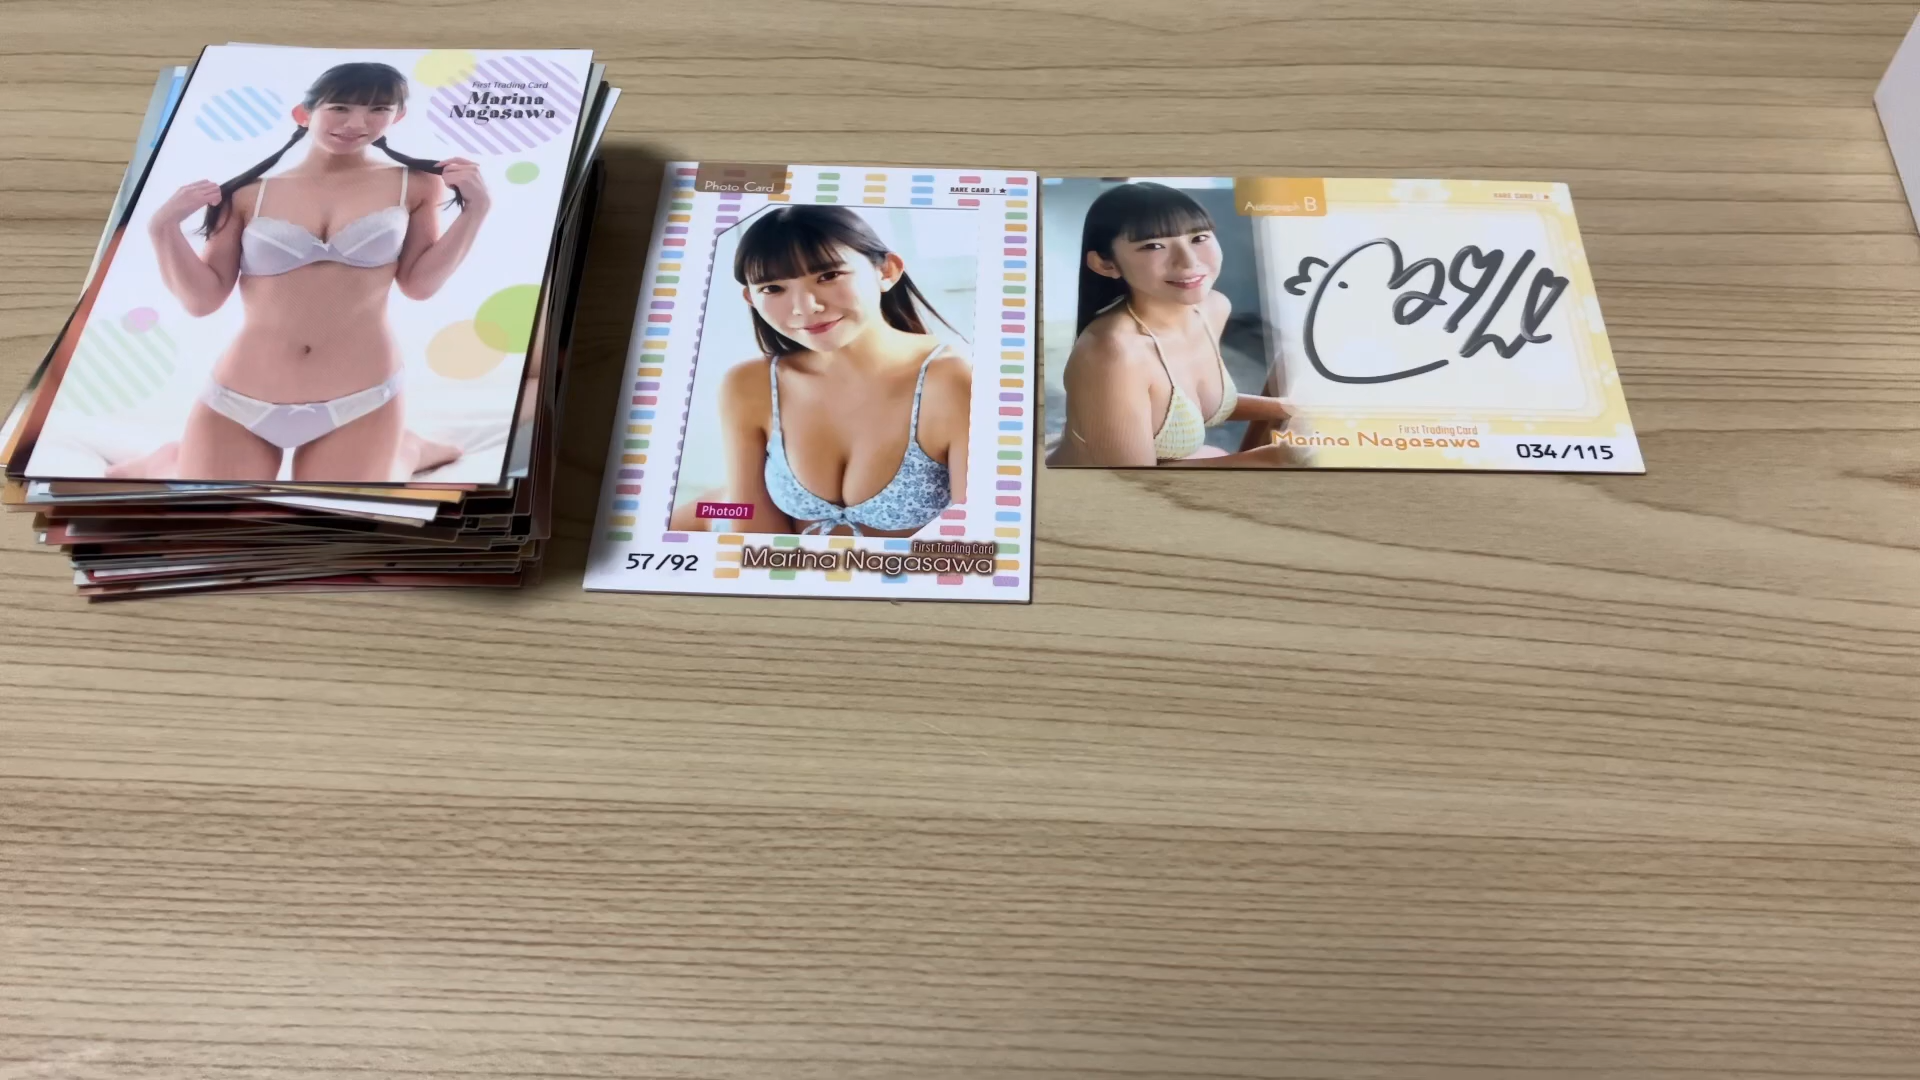 First Trading Card
Marina
Nagasawa
Photo Card
RARE CARD
Photo01
57/92
First Trading Card
Marina Nagasawa
Autograph B
RARE CARD
First Trading Card
Marina Nagasawa
034/115